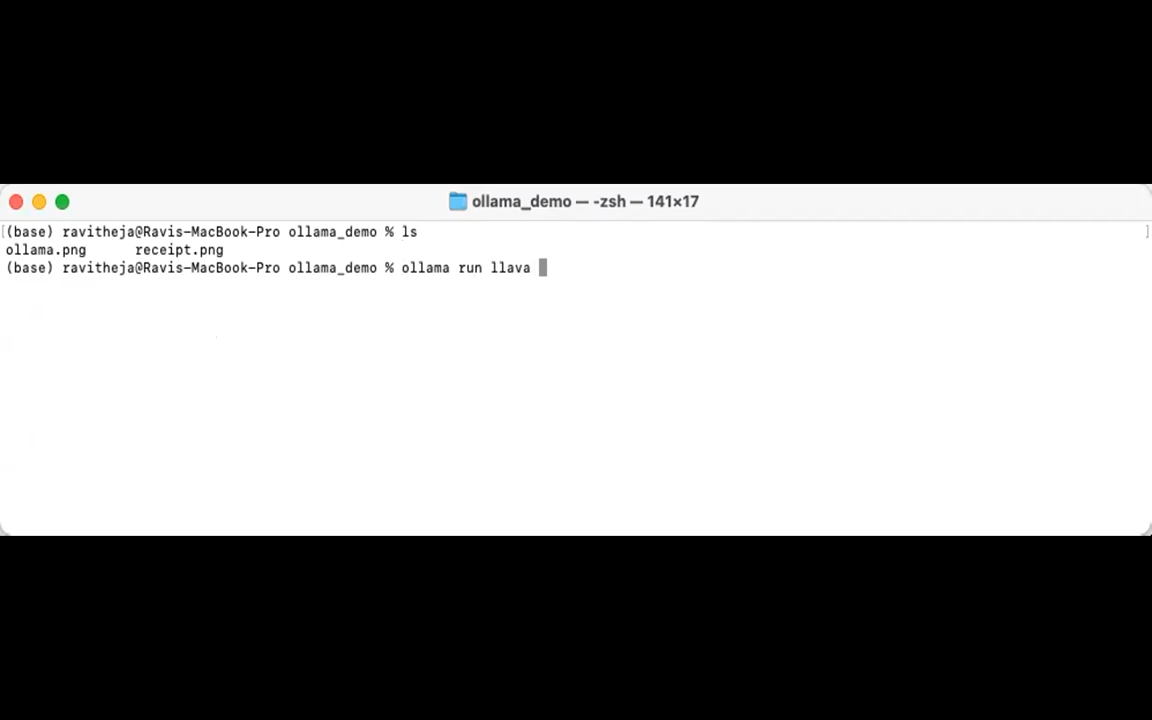 ollama_demo — -zsh — 141×17
[(base) ravitheja@Ravis-MacBook-Pro ollama_demo % ls ]
ollama.png receipt.png
(base) ravitheja@Ravis-MacBook-Pro ollama_demo % ollama run llava